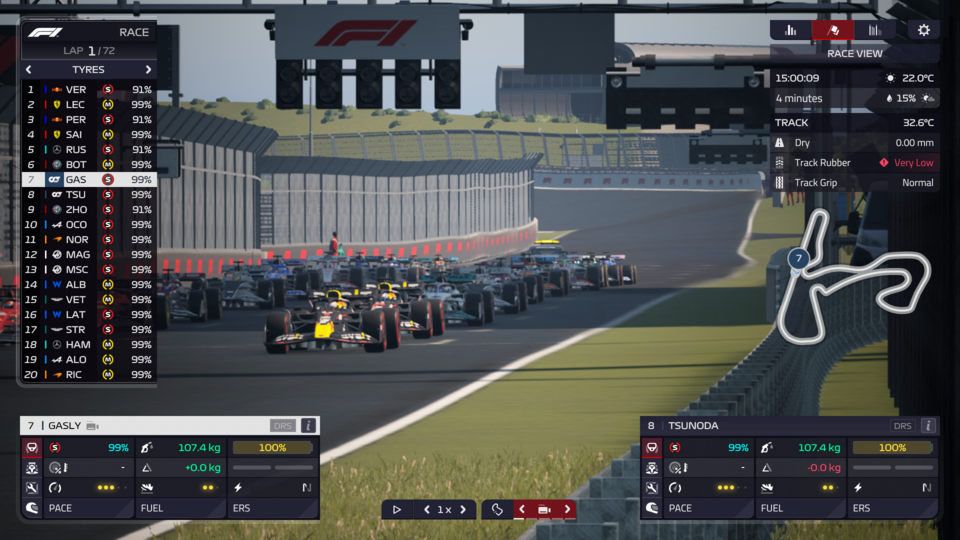 F1 RACE
LAP 1 / 72
TYRES
1 VER S 91%
2 LEC M 99%
3 PER S 91%
4 SAI M 99%
5 RUS S 91%
6 BOT M 99%
7 GAS S 99%
8 TSU S 99%
9 ZHO S 91%
10 OCO S 99%
11 NOR S 99%
12 MAG S 99%
13 MSC S 99%
14 ALB M 99%
15 VET M 99%
16 LAT S 99%
17 STR S 99%
18 HAM M 99%
19 ALO M 99%
20 RIC M 99%
F1
RACE VIEW
15:00:09 22.0°C
4 minutes 15%
TRACK 32.6°C
Dry 0.00 mm
Track Rubber Very Low
Track Grip Normal
7
7 GASLY DRS i
S 99% 107.4 kg 100%
- +0.0 kg
N
PACE FUEL ERS
1x
8 TSUNODA DRS i
S 99% 107.4 kg 100%
- -0.0 kg
N
PACE FUEL ERS